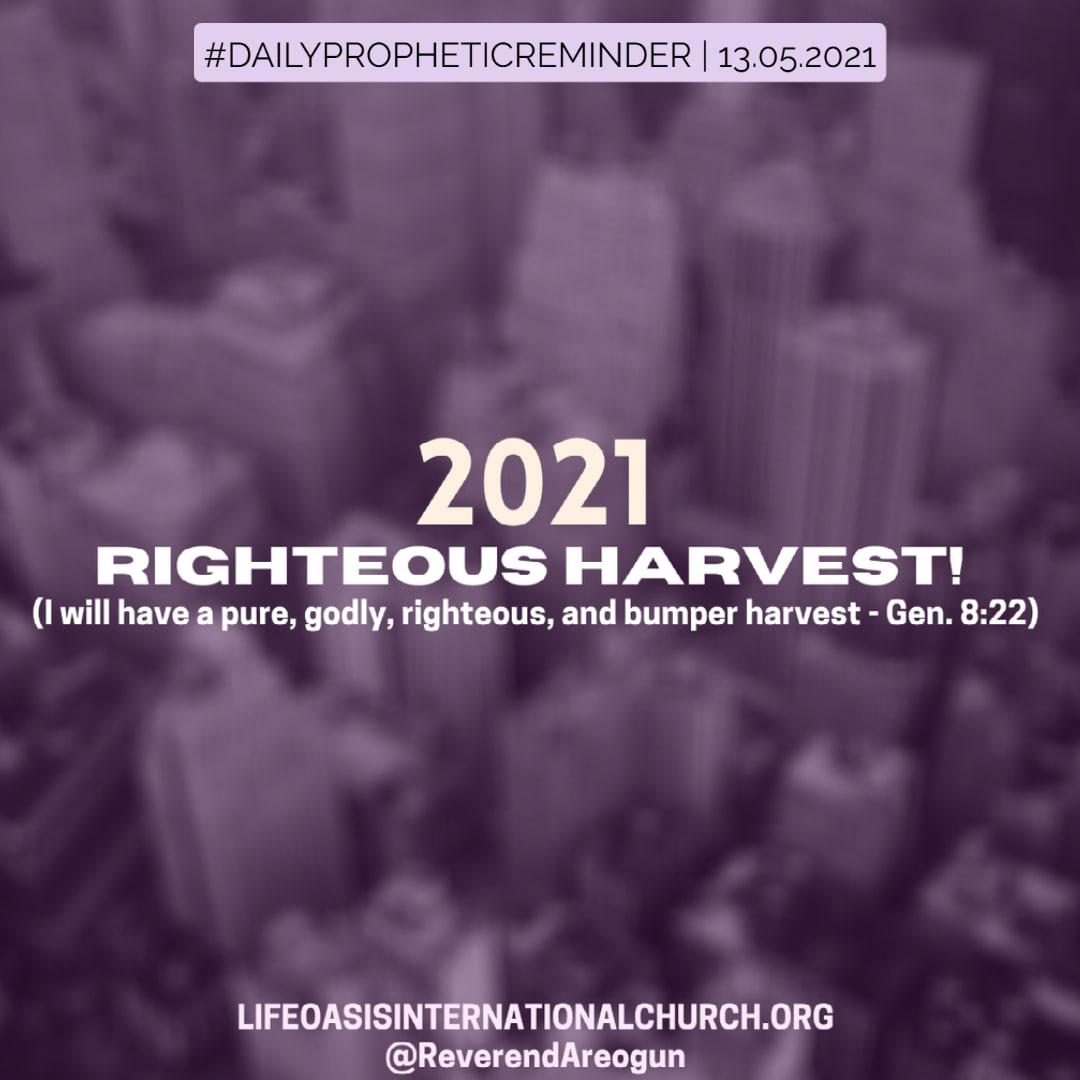 #DAILYPROPHETICREMINDER | 13.05.2021
2021
RIGHTEOUS HARVEST!
(I will have a pure, godly, righteous, and bumper harvest - Gen. 8:22)
LIFEOASISINTERNATIONALCHURCH.ORG
@ReverendAreogun